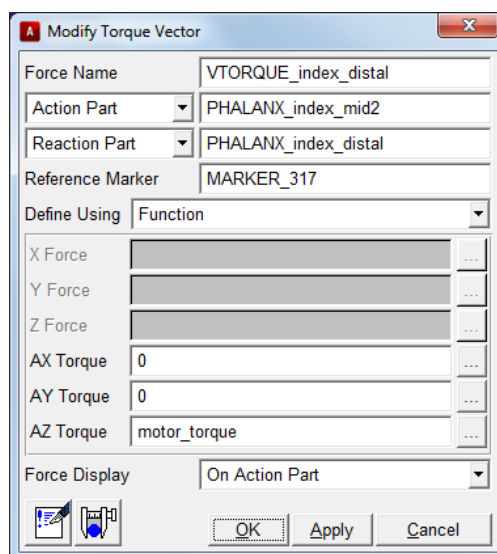 A Modify Torque Vector
Force Name VTORQUE_index_distal
Action Part PHALANX_index_mid2
Reaction Part PHALANX_index_distal
Reference Marker MARKER_317
Define Using Function
X Force ...
Y Force ...
Z Force ...
AX Torque 0 ...
AY Torque 0 ...
AZ Torque motor_torque ...
Force Display On Action Part
OK Apply Cancel